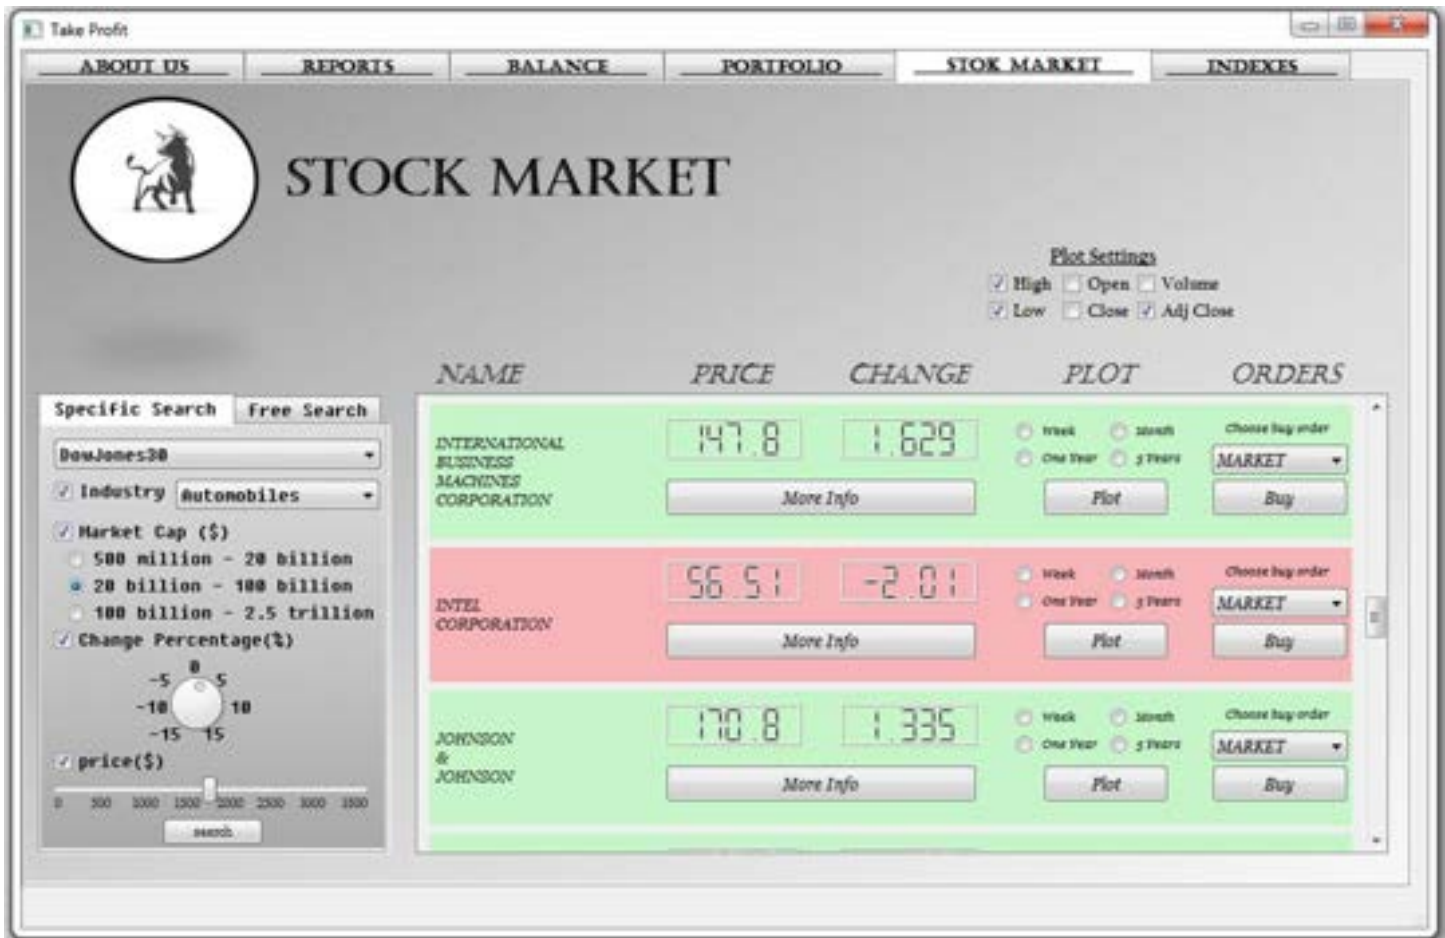 Take Profit
ABOUT US REPORTS BALANCE PORTFOLIO STOK MARKET INDEXES
STOCK MARKET
Plot Settings
High Open Volume
Low Close Adj Close
NAME PRICE CHANGE PLOT ORDERS
Specific Search Free Search
DowJones30
Industry Automobiles
Market Cap ($)
500 million - 20 billion
20 billion - 100 billion
100 billion - 2.5 trillion
Change Percentage(%)
0
-5 5
-10 10
-15 15
price($)
0 500 1000 1500 2000 2500 3000 3500
search
INTERNATIONAL
BUSINESS
MACHINES
CORPORATION
147.8 1.629
Week Month
One Year 5 Years
Choose buy order
MARKET
More Info Plot Buy
INTEL
CORPORATION
56.51 -2.01
Week Month
One Year 5 Years
Choose buy order
MARKET
More Info Plot Buy
JOHNSON
&
JOHNSON
170.8 1.335
Week Month
One Year 5 Years
Choose buy order
MARKET
More Info Plot Buy